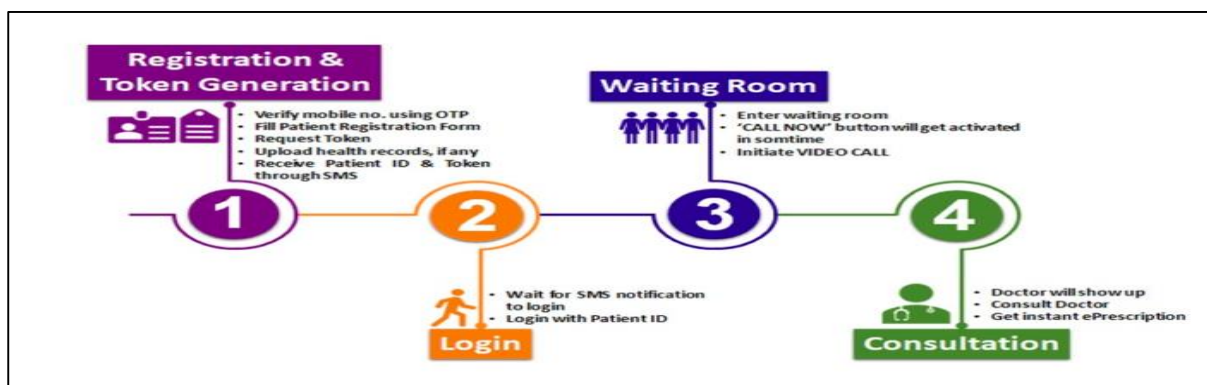 Registration &
Token Generation
• Verify mobile no. using OTP
• Fill Patient Registration Form
• Request Token
• Upload health records, if any
• Receive Patient ID & Token
through SMS
1
2
• Wait for SMS notification
to login
• Login with Patient ID
Login
Waiting Room
• Enter waiting room
• 'CALL NOW' button will get activated
in somtime
• Initiate VIDEO CALL
3
4
• Doctor will show up
• Consult Doctor
• Get instant ePrescription
Consultation